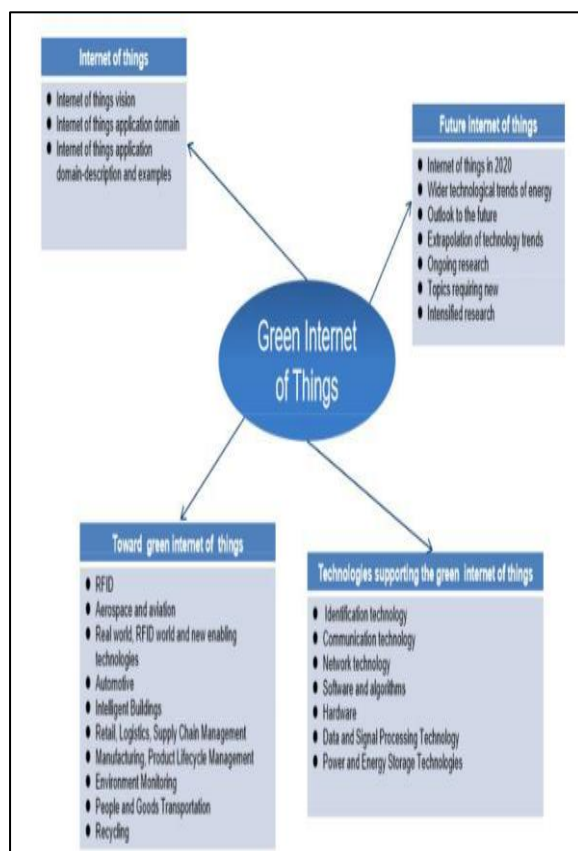 Internet of things
Internet of things vision
Internet of things application domain
Internet of things application
domain-description and examples
Future internet of things
Internet of things in 2020
Wider technological trends of energy
Outlook to the future
Extrapolation of technology trends
Ongoing research
Topics requiring new
Intensified research
Green Internet
of Things
Toward green internet of things
RFID
Aerospace and aviation
Real world, RFID world and new enabling
technologies
Automotive
Intelligent Buildings
Retail, Logistics, Supply Chain Management
Manufacturing, Product Lifecycle Management
Environment Monitoring
People and Goods Transportation
Recycling
Technologies supporting the green internet of things
Identification technology
Communication technology
Network technology
Software and algorithms
Hardware
Data and Signal Processing Technology
Power and Energy Storage Technologies